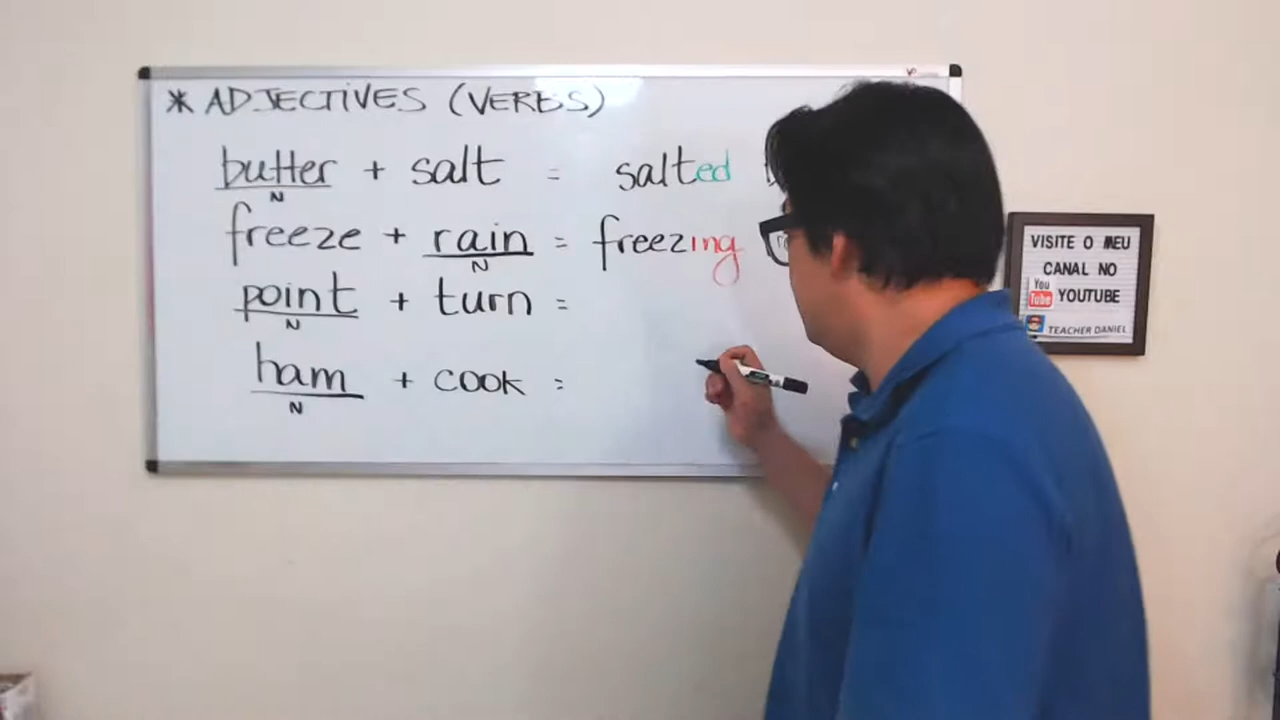 * ADJECTIVES (VERBS)
butter + salt = salted
N
freeze + rain = freezing
N
point + turn =
N
ham + cook =
N
VISITE O MEU
CANAL NO
You
Tube YOUTUBE
TEACHER DANIEL